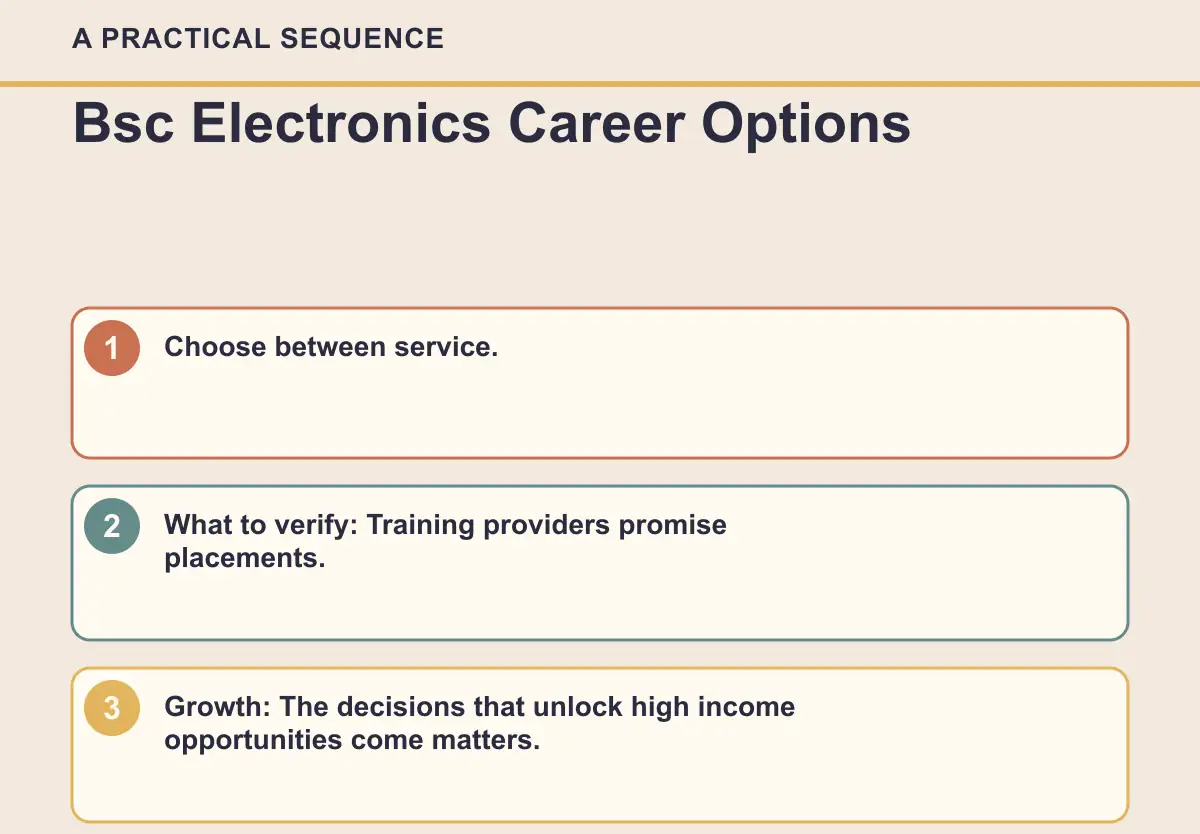 A PRACTICAL SEQUENCE
Bsc Electronics Career Options
1
Choose between service.
2
What to verify: Training providers promise
placements.
3
Growth: The decisions that unlock high income
opportunities come matters.